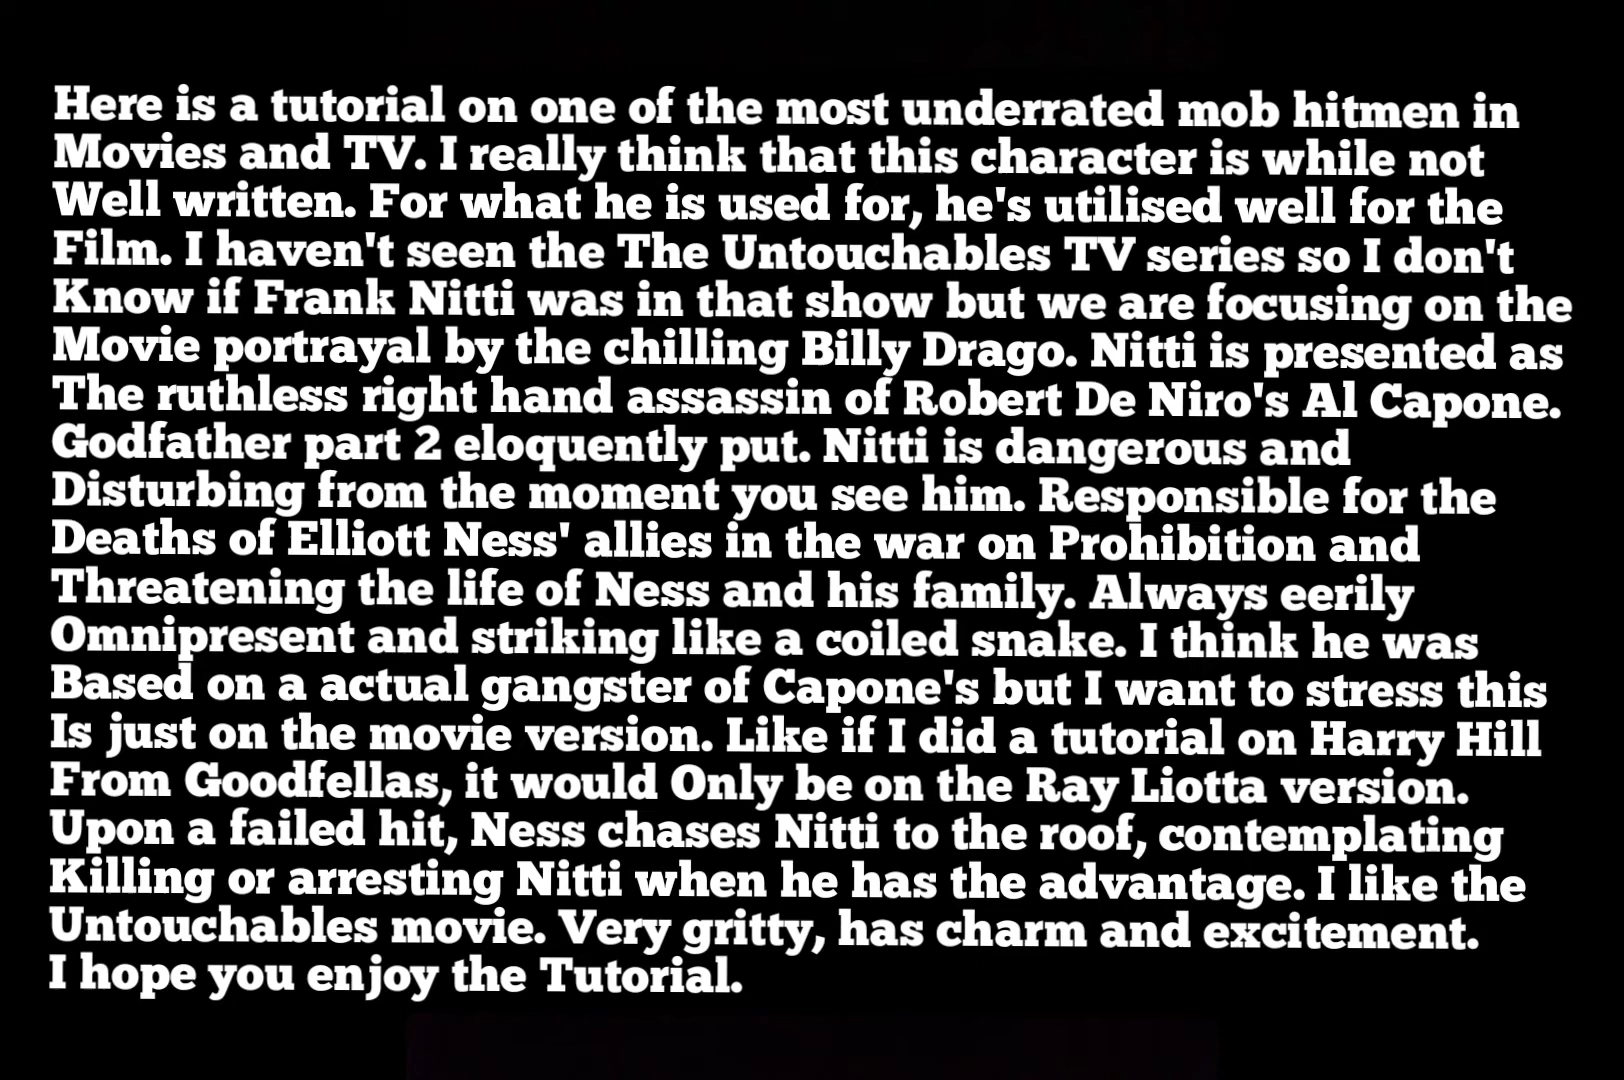 Here is a tutorial on one of the most underrated mob hitmen in
Movies and TV. I really think that this character is while not
Well written. For what he is used for, he's utilised well for the
Film. I haven't seen the The Untouchables TV series so I don't
Know if Frank Nitti was in that show but we are focusing on the
Movie portrayal by the chilling Billy Drago. Nitti is presented as
The ruthless right hand assassin of Robert De Niro's Al Capone.
Godfather part 2 eloquently put. Nitti is dangerous and
Disturbing from the moment you see him. Responsible for the
Deaths of Elliott Ness' allies in the war on Prohibition and
Threatening the life of Ness and his family. Always eerily
Omnipresent and striking like a coiled snake. I think he was
Based on a actual gangster of Capone's but I want to stress this
Is just on the movie version. Like if I did a tutorial on Harry Hill
From Goodfellas, it would Only be on the Ray Liotta version.
Upon a failed hit, Ness chases Nitti to the roof, contemplating
Killing or arresting Nitti when he has the advantage. I like the
Untouchables movie. Very gritty, has charm and excitement.
I hope you enjoy the Tutorial.